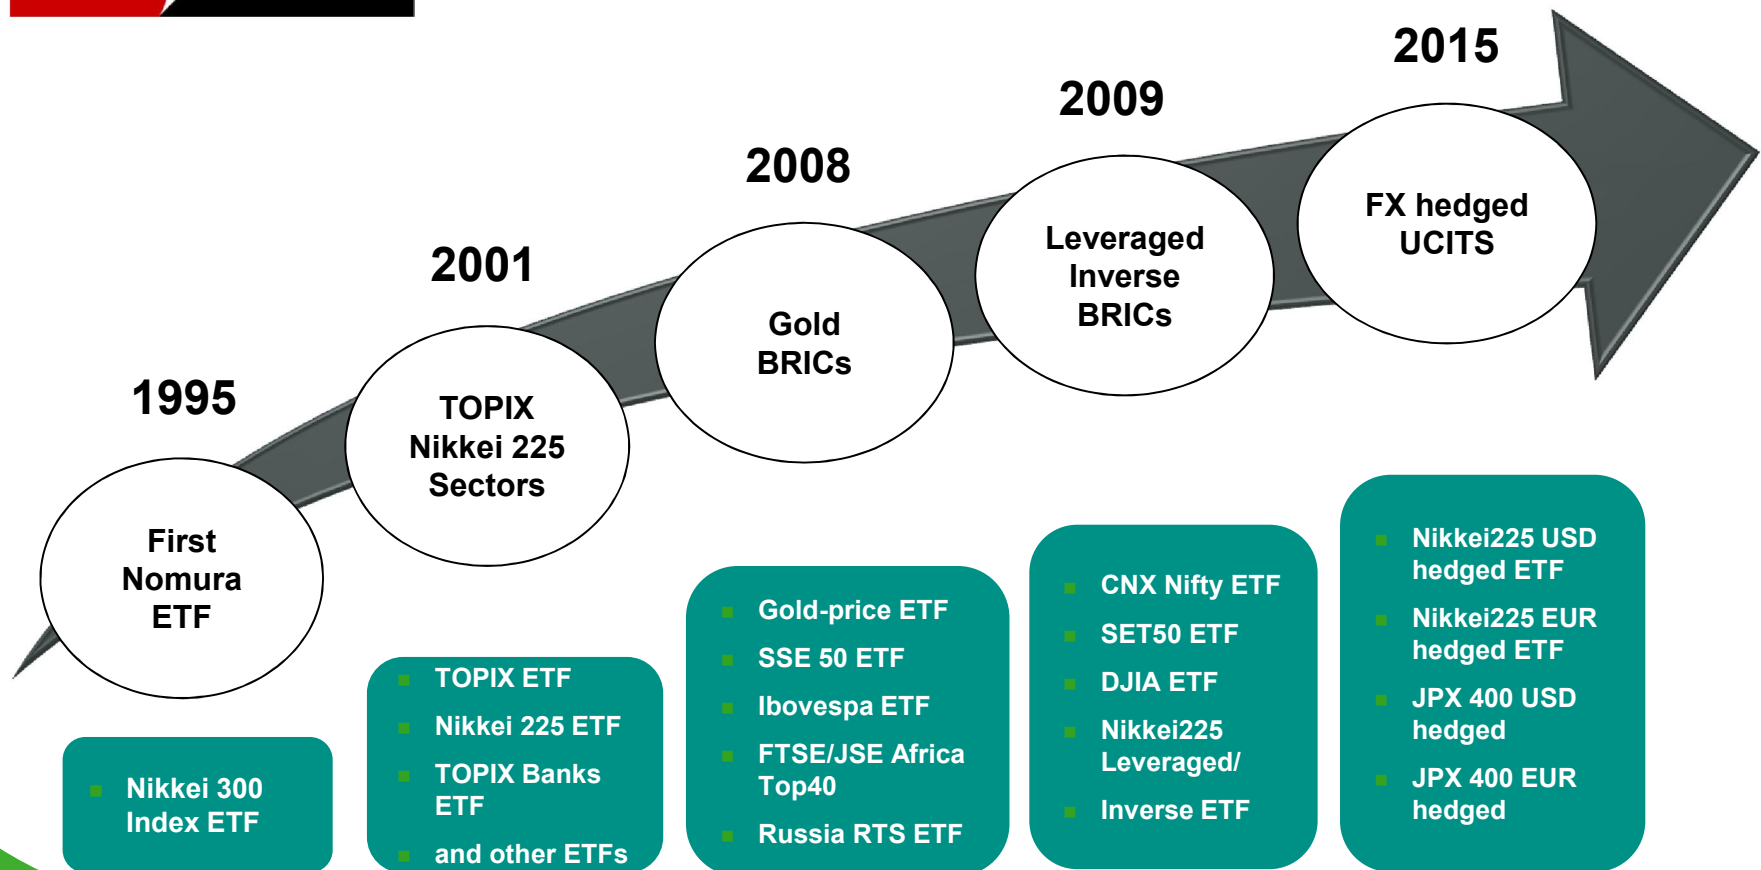 1995
First
Nomura
ETF
Nikkei 300
Index ETF
2001
TOPIX
Nikkei 225
Sectors
TOPIX ETF
Nikkei 225 ETF
TOPIX Banks
ETF
and other ETFs
2008
Gold
BRICs
Gold-price ETF
SSE 50 ETF
Ibovespa ETF
FTSE/JSE Africa
Top40
Russia RTS ETF
2009
Leveraged
Inverse
BRICs
CNX Nifty ETF
SET50 ETF
DJIA ETF
Nikkei225
Leveraged/
Inverse ETF
2015
FX hedged
UCITS
Nikkei225 USD
hedged ETF
Nikkei225 EUR
hedged ETF
JPX 400 USD
hedged
JPX 400 EUR
hedged